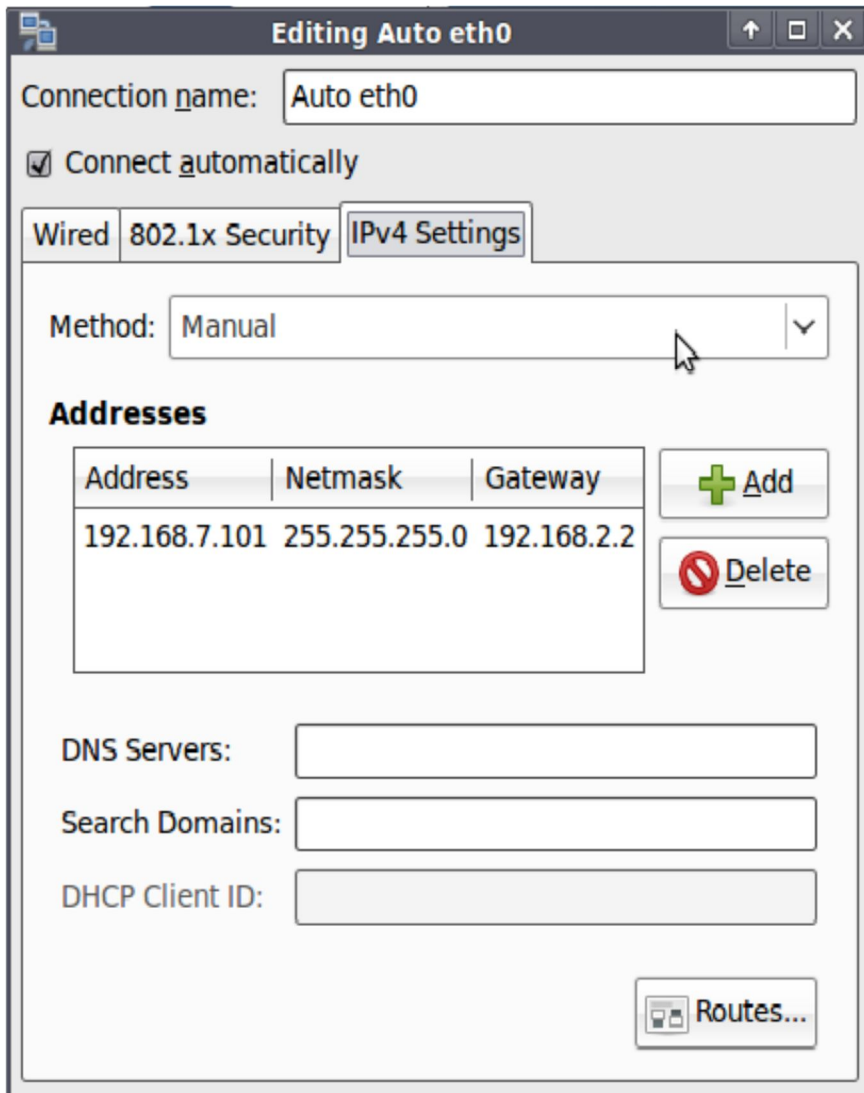 Editing Auto eth0
Connection name: Auto eth0
Connect automatically
Wired 802.1x Security IPv4 Settings
Method: Manual
Addresses
Address Netmask Gateway
Add
192.168.7.101 255.255.255.0 192.168.2.2
Delete
DNS Servers:
Search Domains:
DHCP Client ID:
Routes...